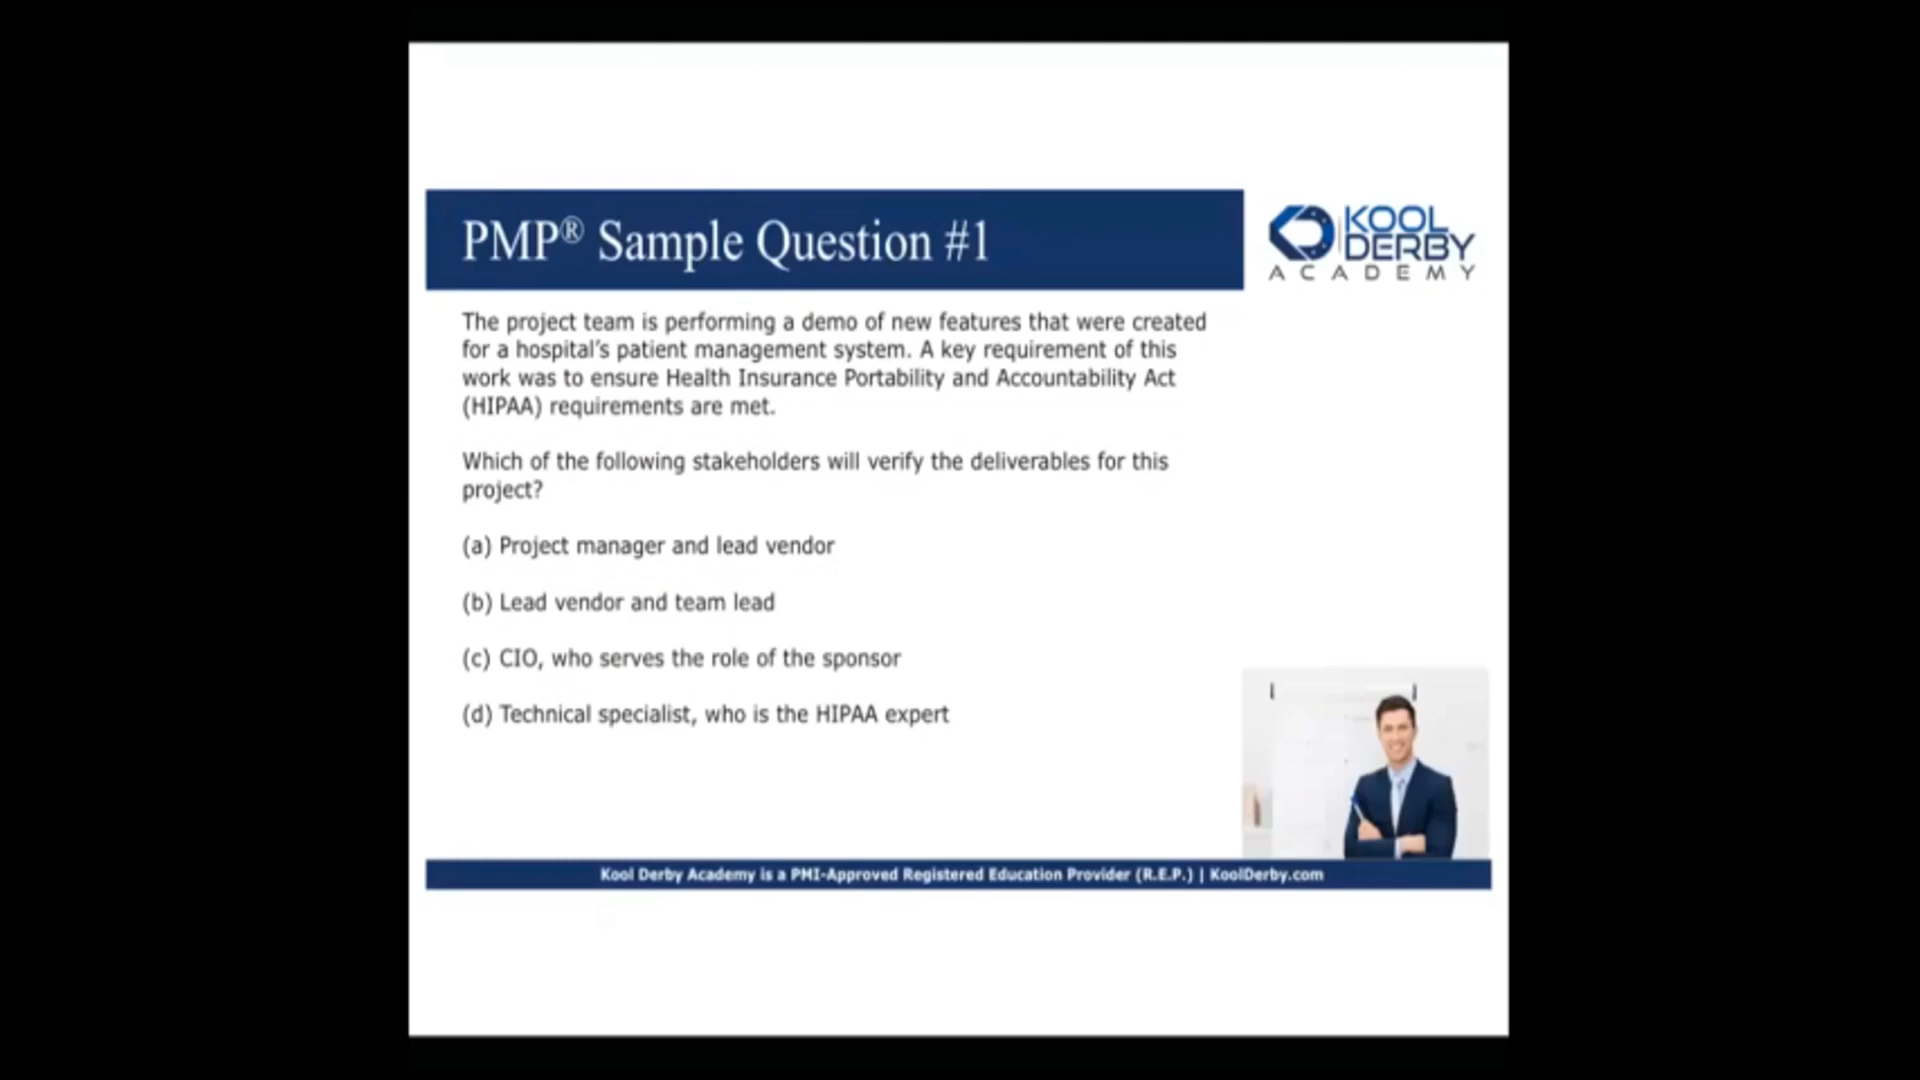 PMP® Sample Question #1
KOOL
DERBY
ACADEMY
The project team is performing a demo of new features that were created
for a hospital's patient management system. A key requirement of this
work was to ensure Health Insurance Portability and Accountability Act
(HIPAA) requirements are met.
Which of the following stakeholders will verify the deliverables for this
project?
(a) Project manager and lead vendor
(b) Lead vendor and team lead
(c) CIO, who serves the role of the sponsor
(d) Technical specialist, who is the HIPAA expert
Kool Derby Academy is a PMI-Approved Registered Education Provider (R.E.P.) | KoolDerby.com